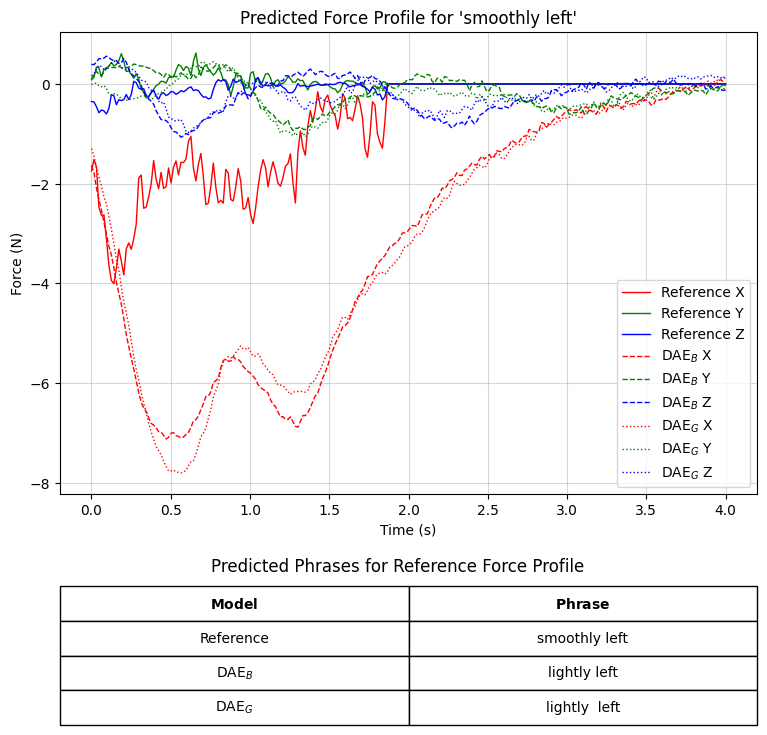 Predicted Force Profile for 'smoothly left'
Force (N)
0
−2
−4
−6
−8
Reference X
Reference Y
Reference Z
DAE_B X
DAE_B Y
DAE_B Z
DAE_G X
DAE_G Y
DAE_G Z
0.0 0.5 1.0 1.5 2.0 2.5 3.0 3.5 4.0
Time (s)
Predicted Phrases for Reference Force Profile
Model Phrase
Reference smoothly left
DAE_B lightly left
DAE_G lightly  left